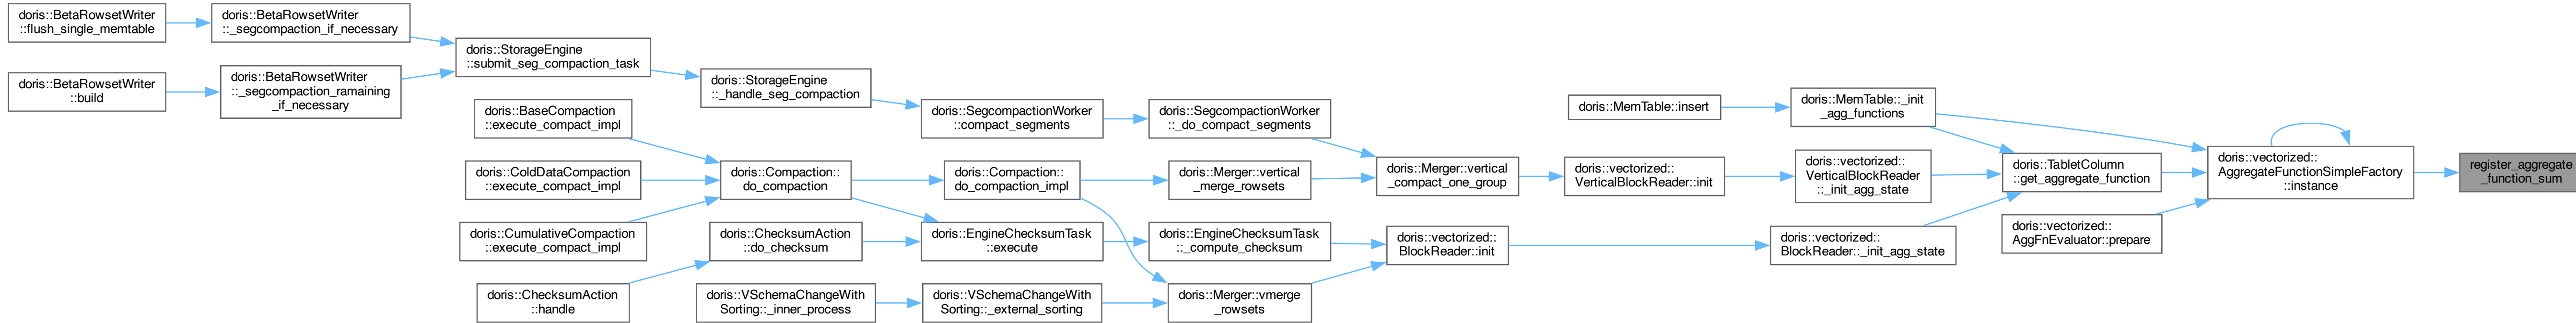 doris::BetaRowsetWriter
::flush_single_memtable
doris::BetaRowsetWriter
::_segcompaction_if_necessary
doris::BetaRowsetWriter
::build
doris::BetaRowsetWriter
::_segcompaction_ramaining
_if_necessary
doris::StorageEngine
::submit_seg_compaction_task
doris::StorageEngine
::_handle_seg_compaction
doris::BaseCompaction
::execute_compact_impl
doris::ColdDataCompaction
::execute_compact_impl
doris::CumulativeCompaction
::execute_compact_impl
doris::ChecksumAction
::handle
doris::Compaction::
do_compaction
doris::ChecksumAction
::do_checksum
doris::VSchemaChangeWith
Sorting::_inner_process
doris::SegcompactionWorker
::compact_segments
doris::Compaction::
do_compaction_impl
doris::EngineChecksumTask
::execute
doris::VSchemaChangeWith
Sorting::_external_sorting
doris::SegcompactionWorker
::_do_compact_segments
doris::Merger::vertical
_merge_rowsets
doris::EngineChecksumTask
::_compute_checksum
doris::Merger::vmerge
_rowsets
doris::Merger::vertical
_compact_one_group
doris::vectorized::
BlockReader::init
doris::MemTable::insert
doris::vectorized::
VerticalBlockReader::init
doris::MemTable::_init
_agg_functions
doris::vectorized::
VerticalBlockReader
::_init_agg_state
doris::vectorized::
BlockReader::_init_agg_state
doris::TabletColumn
::get_aggregate_function
doris::vectorized::
AggFnEvaluator::prepare
doris::vectorized::
AggregateFunctionSimpleFactory
::instance
register_aggregate
_function_sum